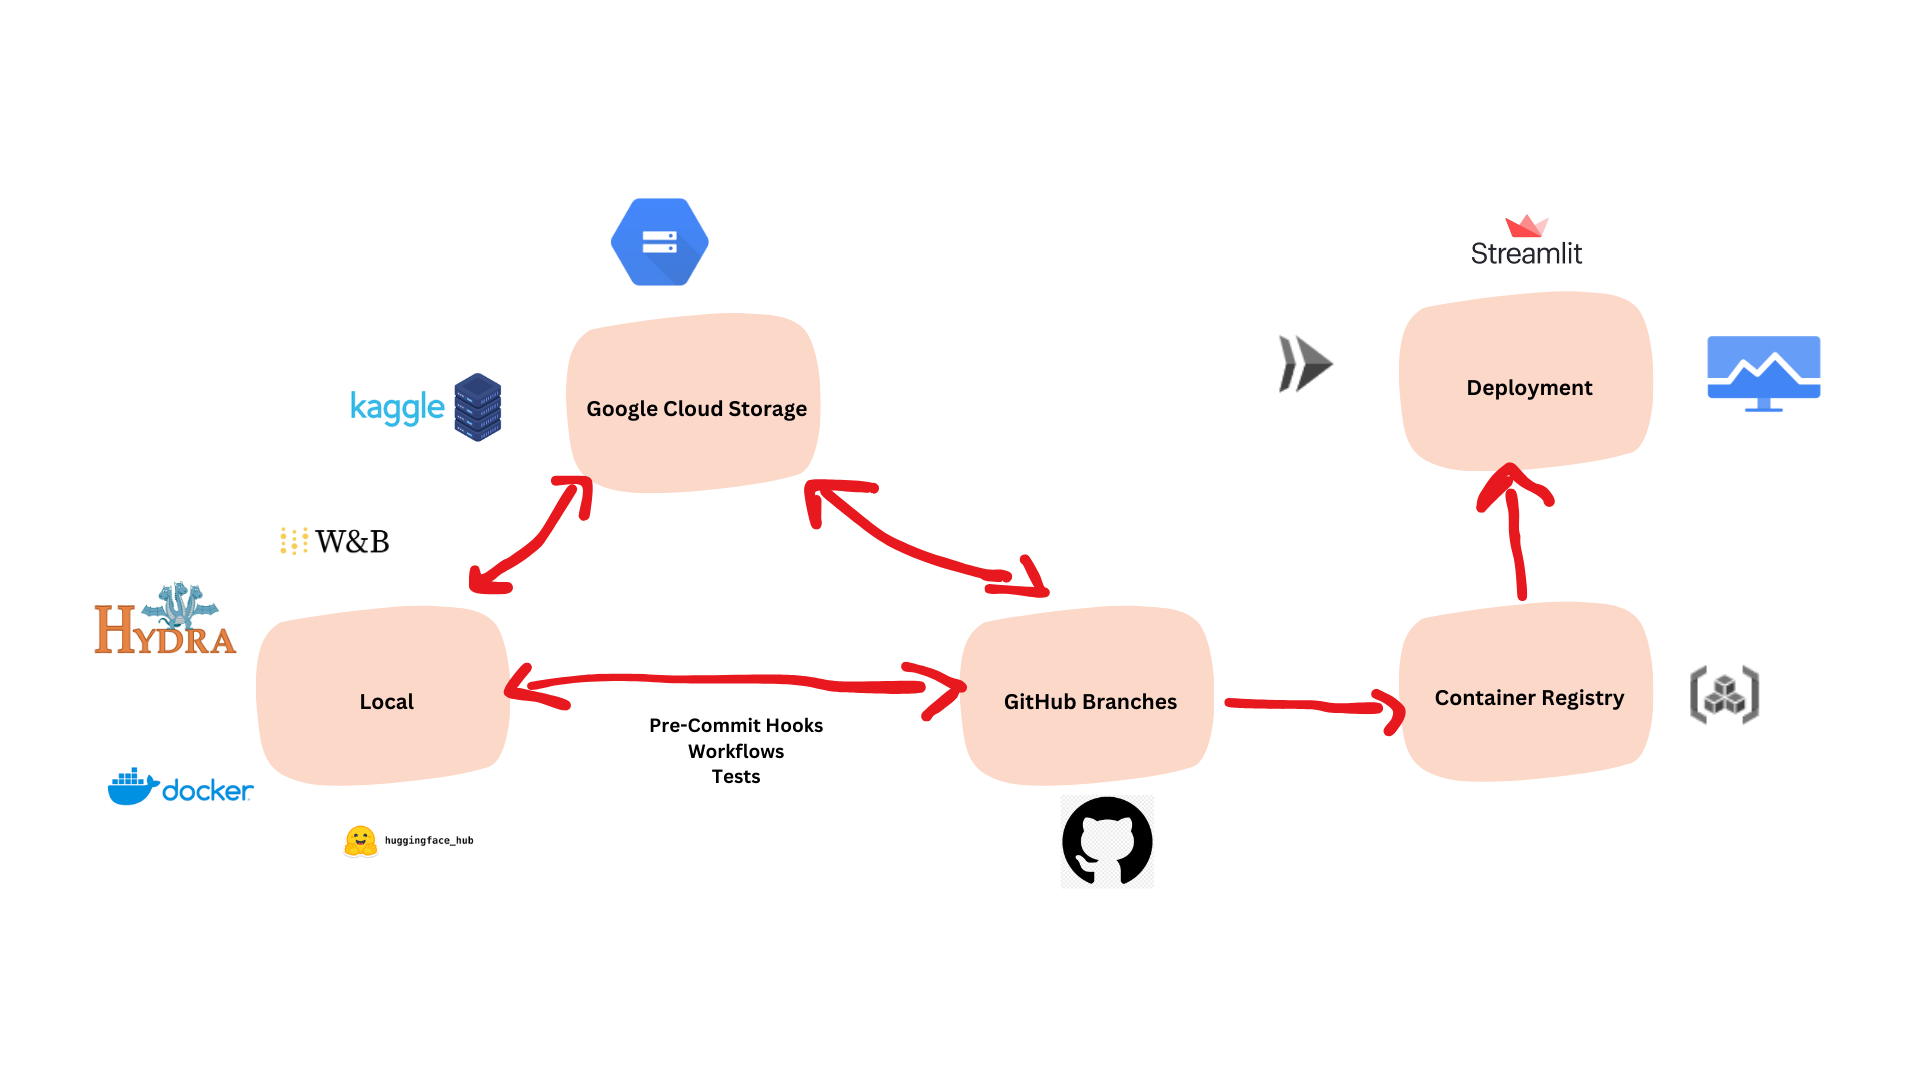 Streamlit
Deployment
kaggle
Google Cloud Storage
W&B
HYDRA
Local
GitHub Branches
Container Registry
Pre-Commit Hooks
Workflows
Tests
docker
huggingface_hub